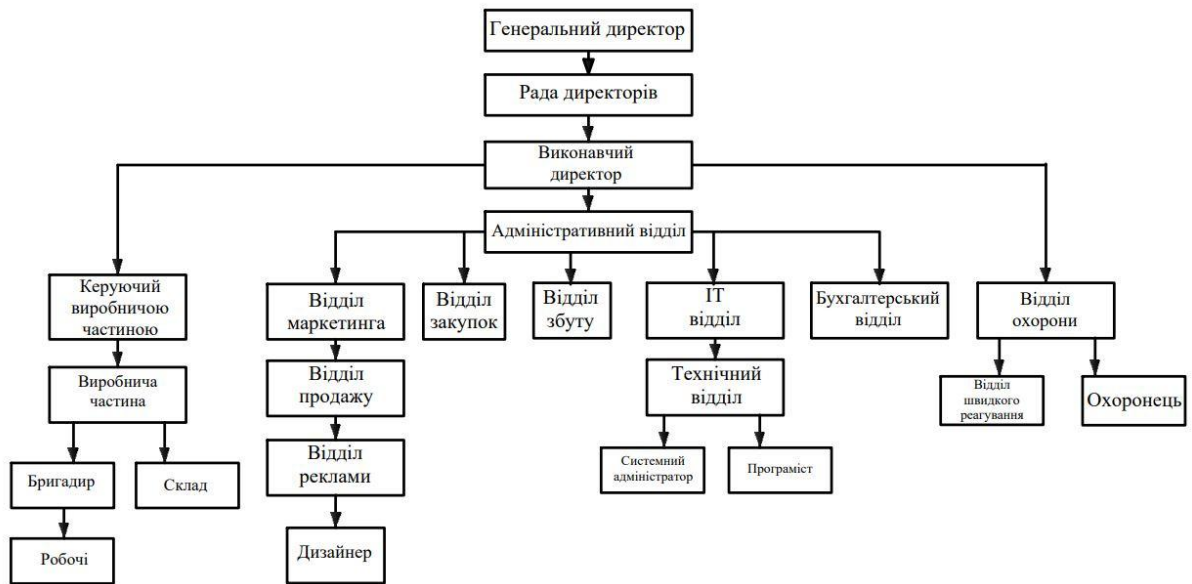 Генеральний директор
Рада директорів
Виконавчий
директор
Адміністративний відділ
Керуючий
виробничою
частиною
Відділ
маркетинга
Відділ
закупок
Відділ
збуту
ІТ
відділ
Бухгалтерський
відділ
Відділ
охорони
Виробнича
частина
Відділ
продажу
Технічний
відділ
Відділ
швидкого
реагування
Охоронець
Бригадир
Склад
Відділ
реклами
Системний
адміністратор
Програміст
Робочі
Дизайнер